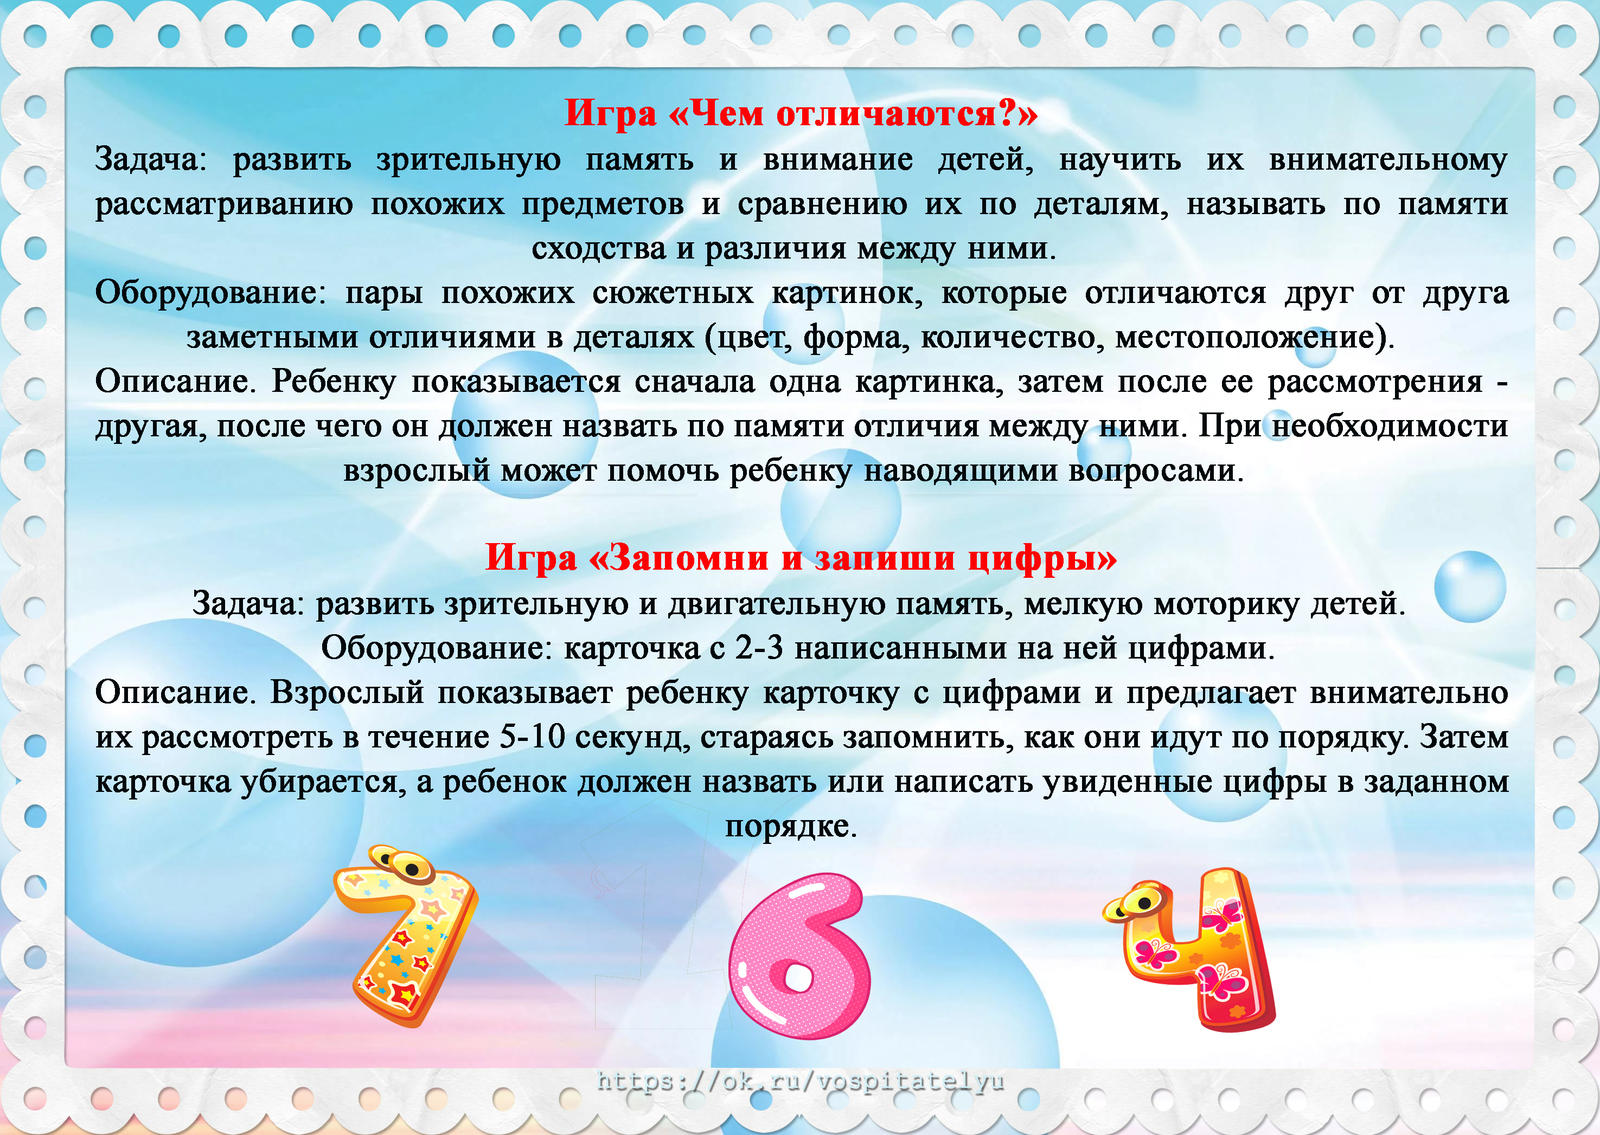 Игра «Чем отличаются?»
Задача: развить зрительную память и внимание детей, научить их внимательному
рассматриванию похожих предметов и сравнению их по деталям, называть по памяти
сходства и различия между ними.
Оборудование: пары похожих сюжетных картинок, которые отличаются друг от друга
заметными отличиями в деталях (цвет, форма, количество, местоположение).
Описание. Ребенку показывается сначала одна картинка, затем после ее рассмотрения -
другая, после чего он должен назвать по памяти отличия между ними. При необходимости
взрослый может помочь ребенку наводящими вопросами.
Игра «Запомни и запиши цифры»
Задача: развить зрительную и двигательную память, мелкую моторику детей.
Оборудование: карточка с 2-3 написанными на ней цифрами.
Описание. Взрослый показывает ребенку карточку с цифрами и предлагает внимательно
их рассмотреть в течение 5-10 секунд, стараясь запомнить, как они идут по порядку. Затем
карточка убирается, а ребенок должен назвать или написать увиденные цифры в заданном
порядке.
7 6 4
https://ok.ru/vospitatelyu